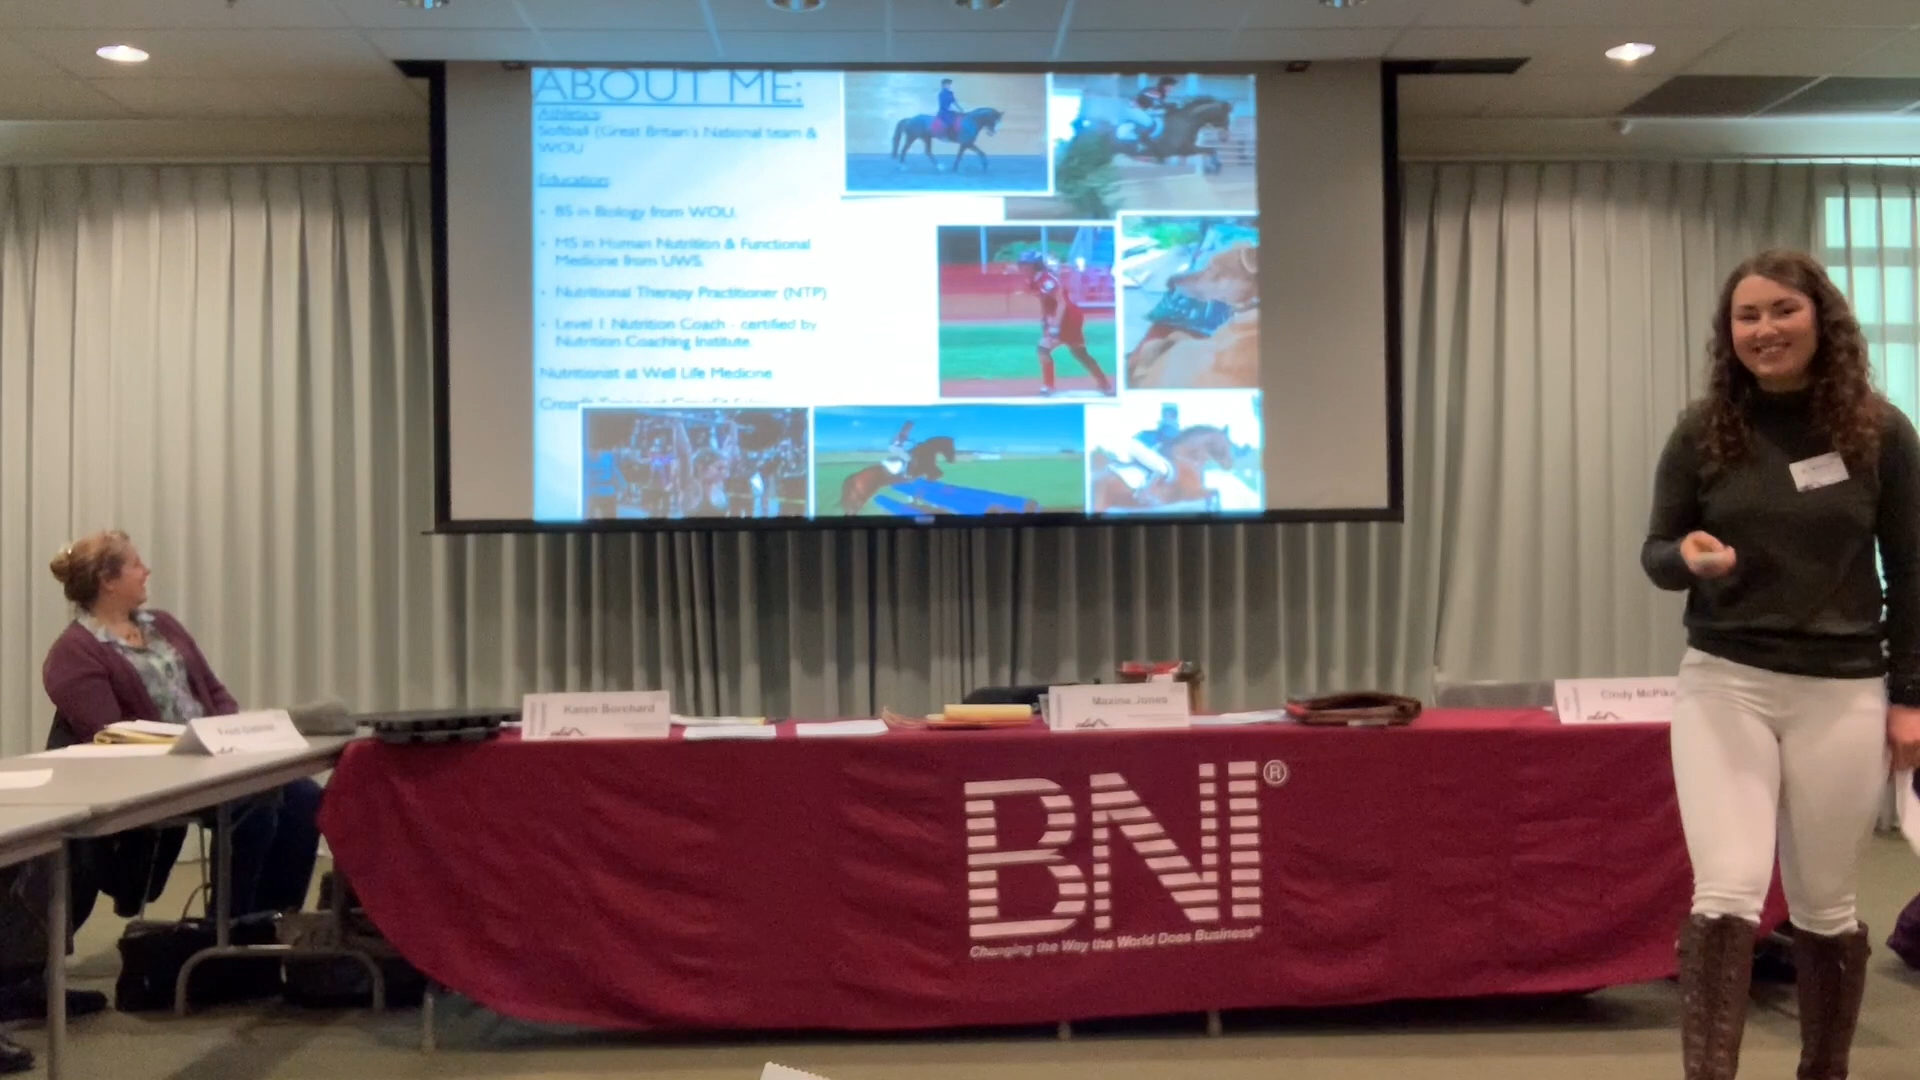 ABOUT ME:
Athletics:
Softball (Great Britain's National team &
WOU
Education:
• BS in Biology from WOU.
• MS in Human Nutrition & Functional
Medicine from UWS.
• Nutritional Therapy Practitioner (NTP)
• Level 1: Nutrition Coach - certified by
Nutrition Coaching Institute
Nutritionist at Well Life Medicine
Karen Borchard
Maxine Jones
Cindy McPike
BNI®
Changing the Way the World Does Business®